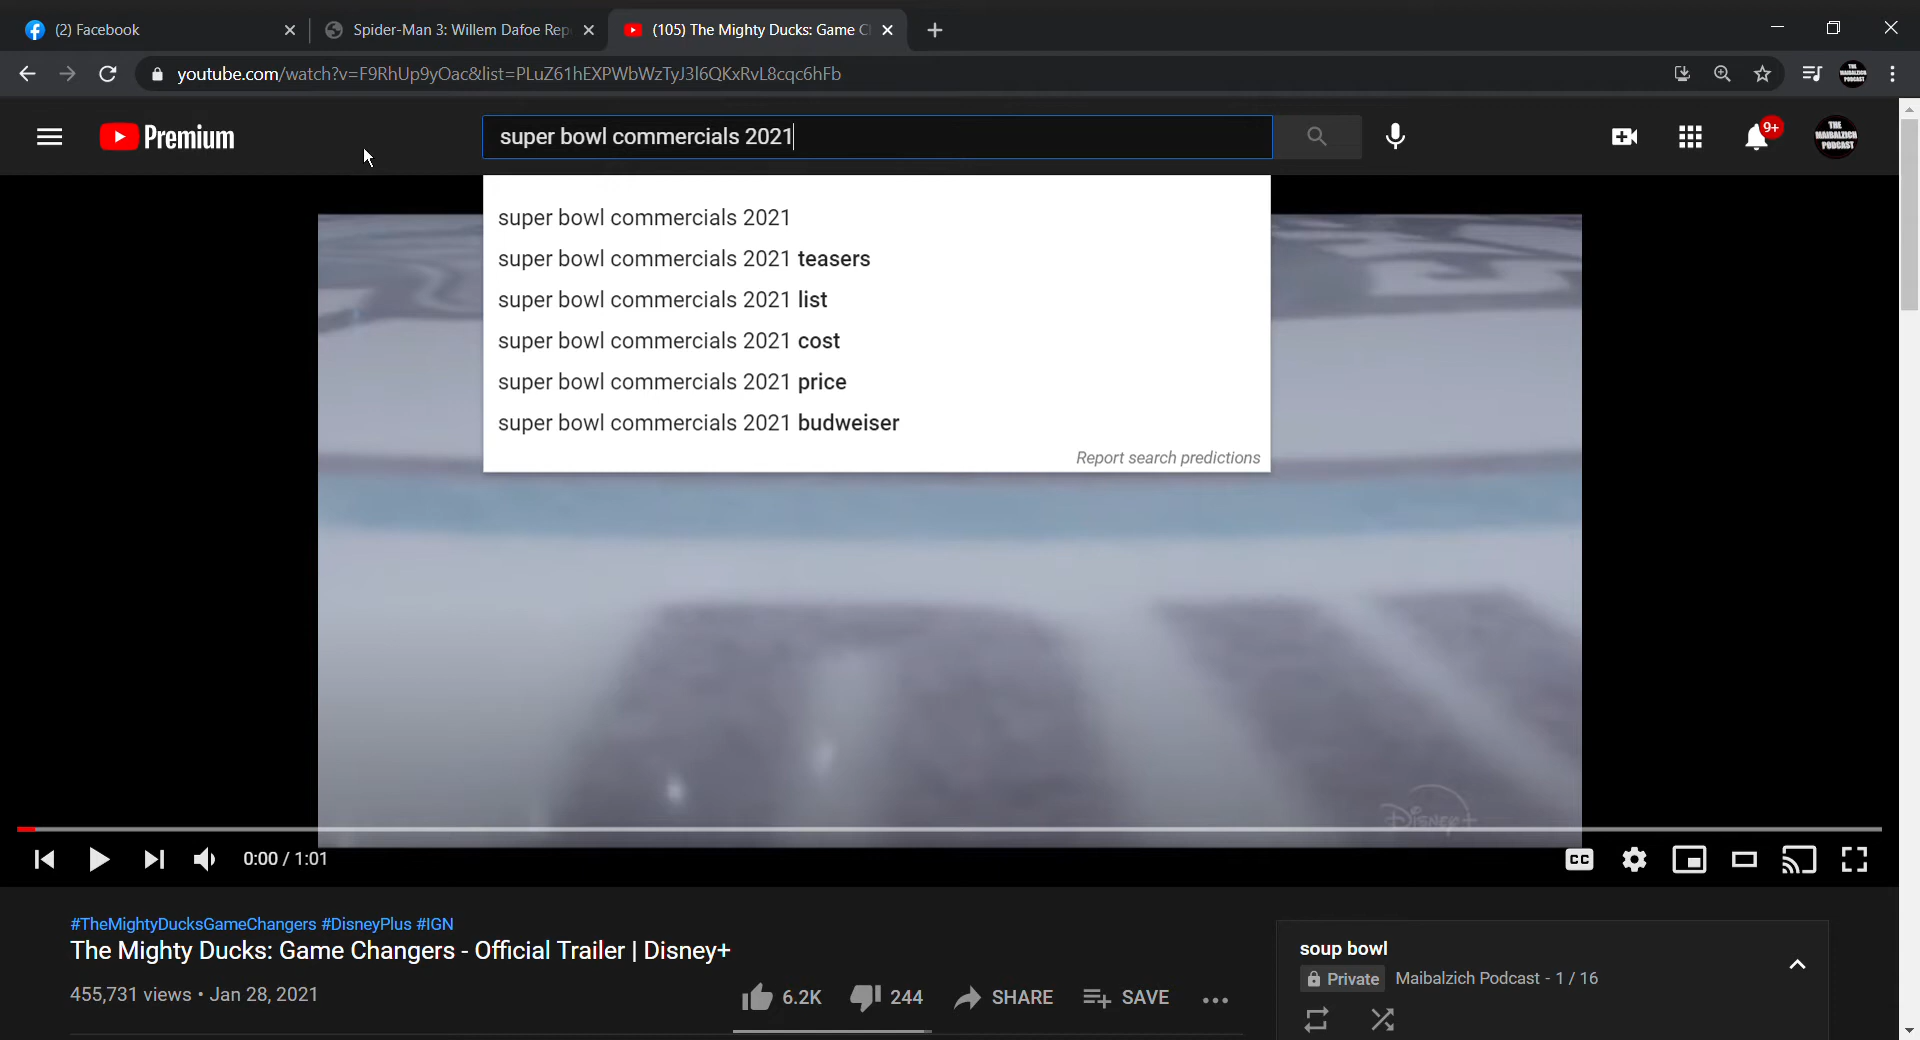 (2) Facebook
Spider-Man 3: Willem Dafoe Rep
(105) The Mighty Ducks: Game C
youtube.com/watch?v=F9RhUp9yOac&list=PLuZ61hEXPWbWzTyJ3l6QKxRvL8cqc6hFb
THE MAIBALZICH PODCAST
Premium
super bowl commercials 2021
9+
THE
MAIBALZICH
PODCAST
super bowl commercials 2021
super bowl commercials 2021 teasers
super bowl commercials 2021 list
super bowl commercials 2021 cost
super bowl commercials 2021 price
super bowl commercials 2021 budweiser
Report search predictions
Disney+
0:00 / 1:01
CC
#TheMightyDucksGameChangers #DisneyPlus #IGN
The Mighty Ducks: Game Changers - Official Trailer | Disney+
455,731 views • Jan 28, 2021
6.2K 244 SHARE SAVE
soup bowl
Private Maibalzich Podcast - 1 / 16